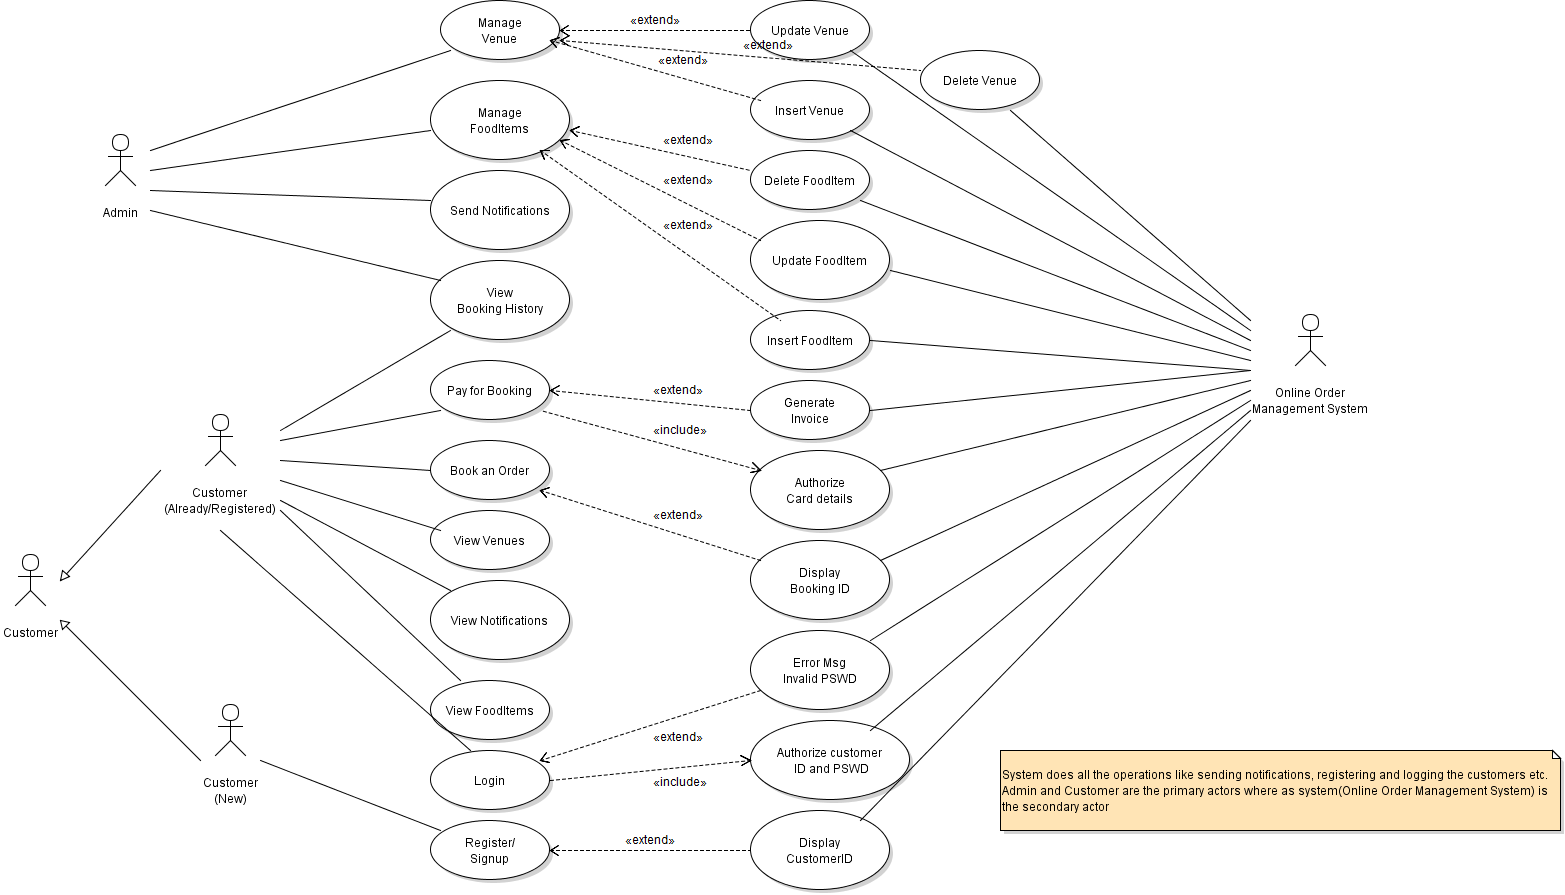 Manage
Venue
«extend»
Update Venue
«extend»
«extend»
Delete Venue
Insert Venue
Manage
FoodItems
«extend»
Delete FoodItem
«extend»
Admin
Send Notifications
«extend»
Update FoodItem
View
Booking History
Insert FoodItem
Online Order
Management System
Pay for Booking
«extend»
Generate
Invoice
«include»
Customer
(Already/Registered)
Book an Order
Authorize
Card details
«extend»
View Venues
Display
Booking ID
Customer
View Notifications
Error Msg
Invalid PSWD
View FoodItems
«extend»
Customer
(New)
Login
«include»
Authorize customer
ID and PSWD
System does all the operations like sending notifications, registering and logging the customers etc.
Admin and Customer are the primary actors where as system(Online Order Management System) is
the secondary actor
Register/
Signup
«extend»
Display
CustomerID